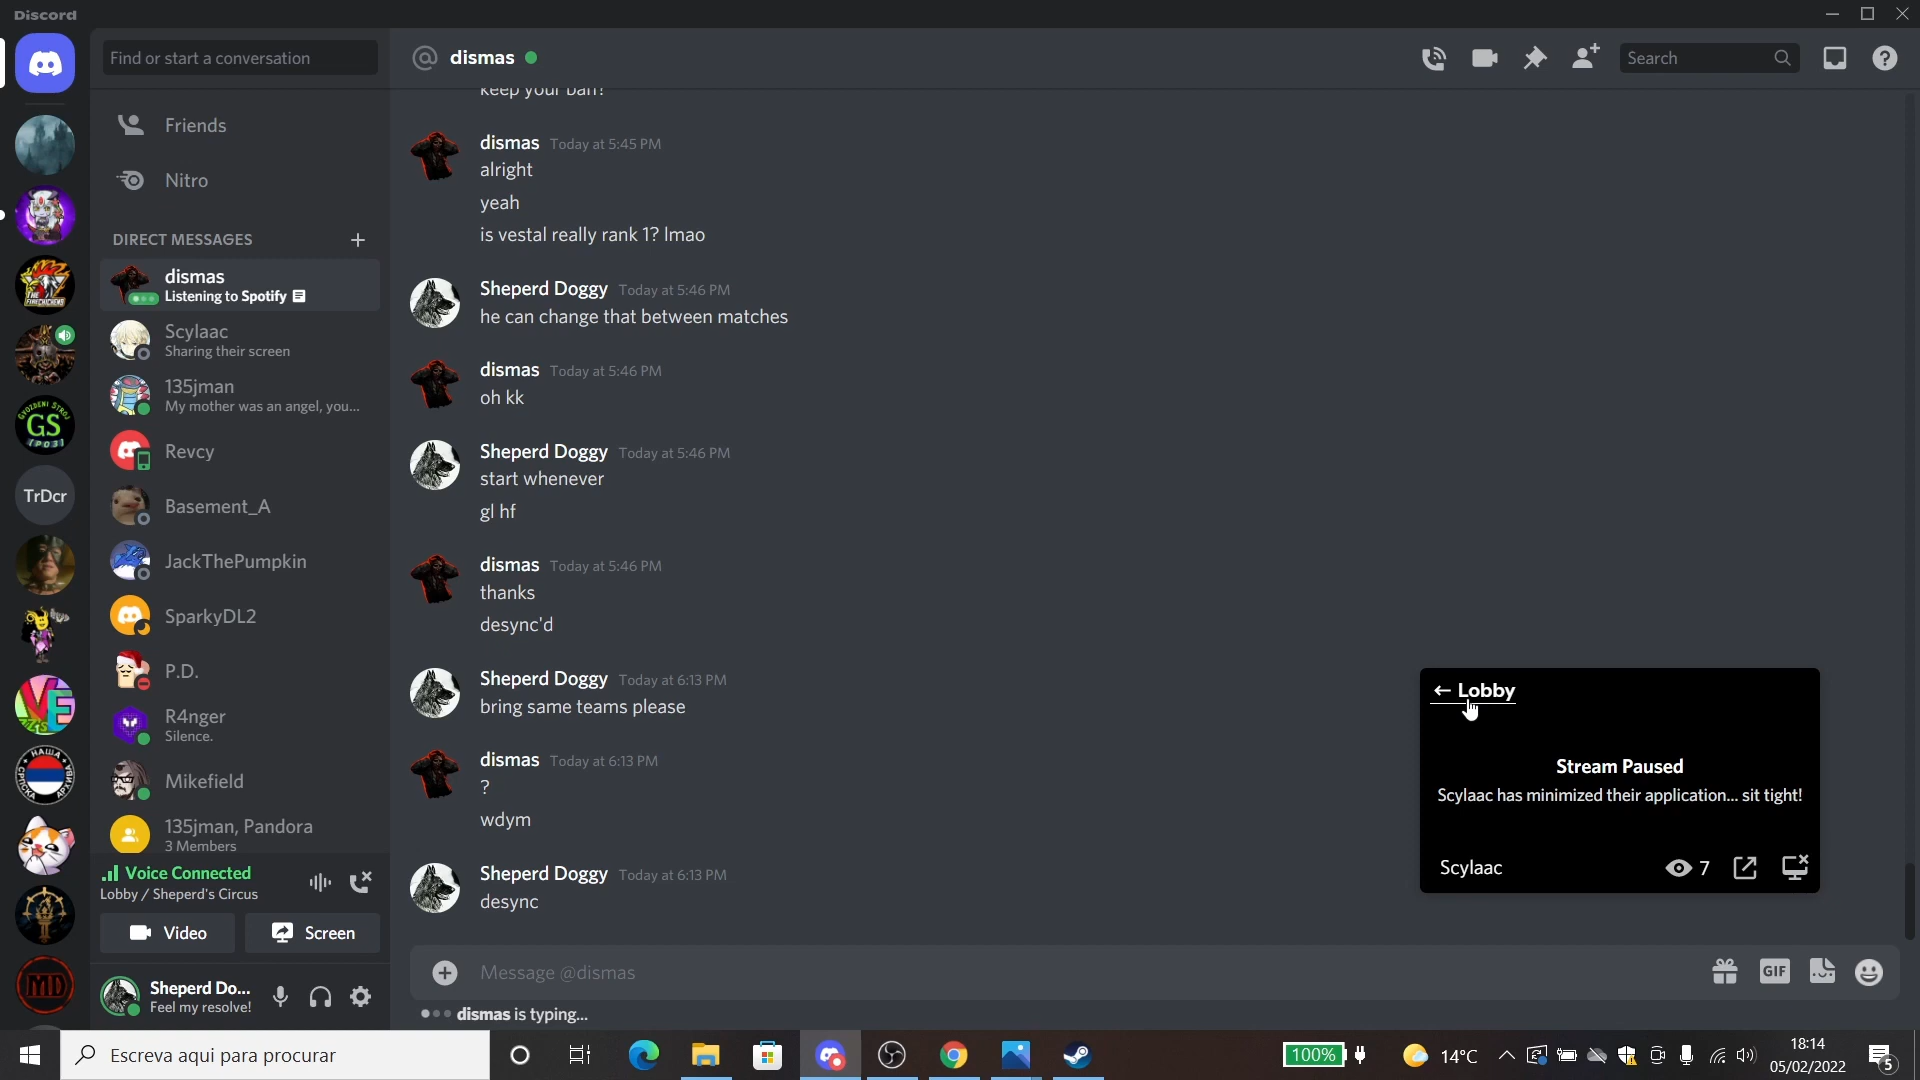 Discord
Find or start a conversation
dismas
Search
Friends
Nitro
DIRECT MESSAGES
dismas
Listening to Spotify
Scylaac
Sharing their screen
135jman
My mother was an angel, you...
Revcy
Basement_A
JackThePumpkin
SparkyDL2
P.D.
R4nger
Silence.
Mikefield
135jman, Pandora
3 Members
Voice Connected
Lobby / Sheperd's Circus
Video
Screen
Sheperd Do...
Feel my resolve!
GS
TrDcr
MD
keep your ban?
dismas Today at 5:45 PM
alright
yeah
is vestal really rank 1? lmao
Sheperd Doggy Today at 5:46 PM
he can change that between matches
dismas Today at 5:46 PM
oh kk
Sheperd Doggy Today at 5:46 PM
start whenever
gl hf
dismas Today at 5:46 PM
thanks
desync'd
Sheperd Doggy Today at 6:13 PM
bring same teams please
dismas Today at 6:13 PM
?
wdym
Sheperd Doggy Today at 6:13 PM
desync
Lobby
Stream Paused
Scylaac has minimized their application... sit tight!
Scylaac
7
Message @dismas
GIF
dismas is typing...
Escreva aqui para procurar
100%
14°C
18:14
05/02/2022
5